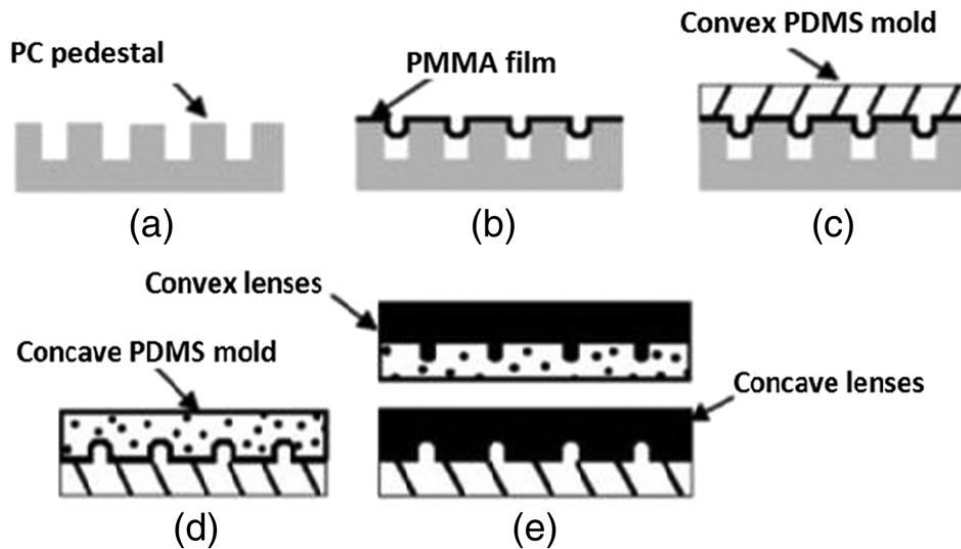 PC pedestal
PMMA film
Convex PDMS mold
(a)
(b)
(c)
Convex lenses
Concave PDMS mold
Concave lenses
(d)
(e)